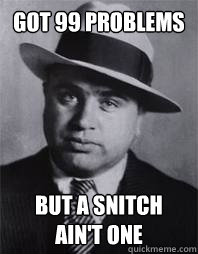 GOT 99 PROBLEMS
BUT A SNITCH
AIN'T ONE
quickmeme.com